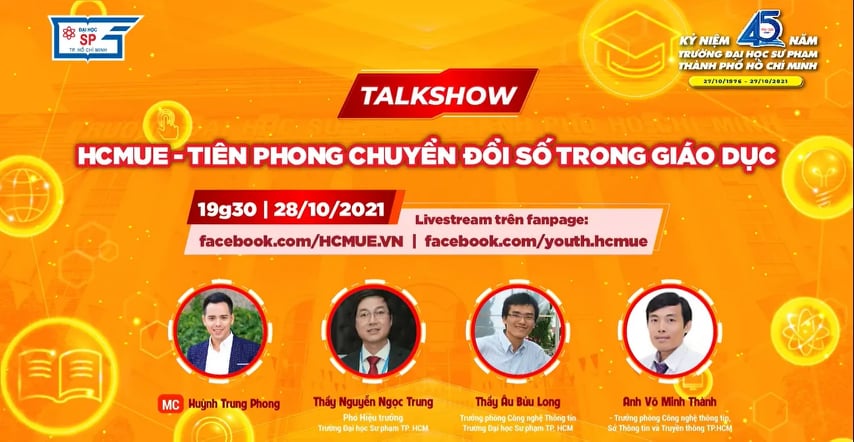 ĐẠI HỌC
SP
TP. HỒ CHÍ MINH
KỶ NIỆM 45 NĂM
TRƯỜNG ĐẠI HỌC SƯ PHẠM
THÀNH PHỐ HỒ CHÍ MINH
27/10/1976 - 27/10/2021
TALKSHOW
HCMUE - TIÊN PHONG CHUYỂN ĐỔI SỐ TRONG GIÁO DỤC
19g30 | 28/10/2021
Livestream trên fanpage:
facebook.com/HCMUE.VN | facebook.com/youth.hcmue
MC Huỳnh Trung Phong
Thầy Nguyễn Ngọc Trung
Phó Hiệu trưởng
Trường Đại học Sư phạm TP. HCM
Thầy Âu Bửu Long
Trưởng phòng Công nghệ Thông tin
Trường Đại học Sư phạm TP. HCM
Anh Võ Minh Thành
- Trưởng phòng Công nghệ thông tin,
Sở Thông tin và Truyền thông TP.HCM